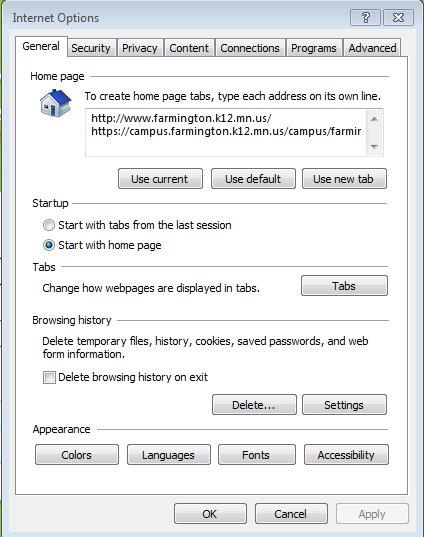 Internet Options
General Security Privacy Content Connections Programs Advanced
Home page
To create home page tabs, type each address on its own line.
http://www.farmington.k12.mn.us/
https://campus.farmington.k12.mn.us/campus/farmin
Use current Use default Use new tab
Startup
Start with tabs from the last session
Start with home page
Tabs
Change how webpages are displayed in tabs. Tabs
Browsing history
Delete temporary files, history, cookies, saved passwords, and web
form information.
Delete browsing history on exit
Delete... Settings
Appearance
Colors Languages Fonts Accessibility
OK Cancel Apply